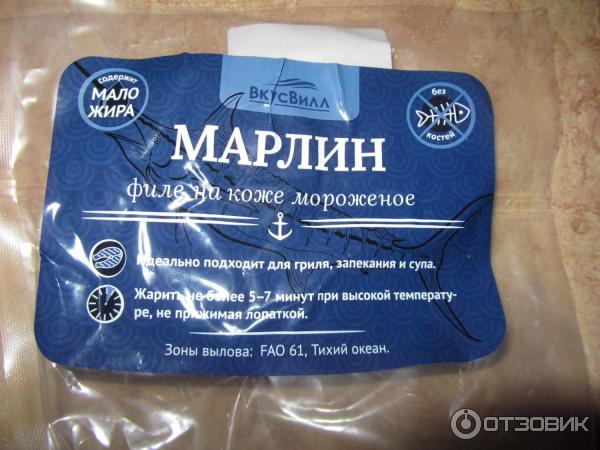 содержит
МАЛО
ЖИРА
ВКУСВИЛЛ
без
костей
МАРЛИН
филе на коже мороженое
Идеально подходит для гриля, запекания и супа.
Жарить не более 5–7 минут при высокой температу-
ре, не прижимая лопаткой.
Зоны вылова: FAO 61, Тихий океан.
ОТЗОВИК